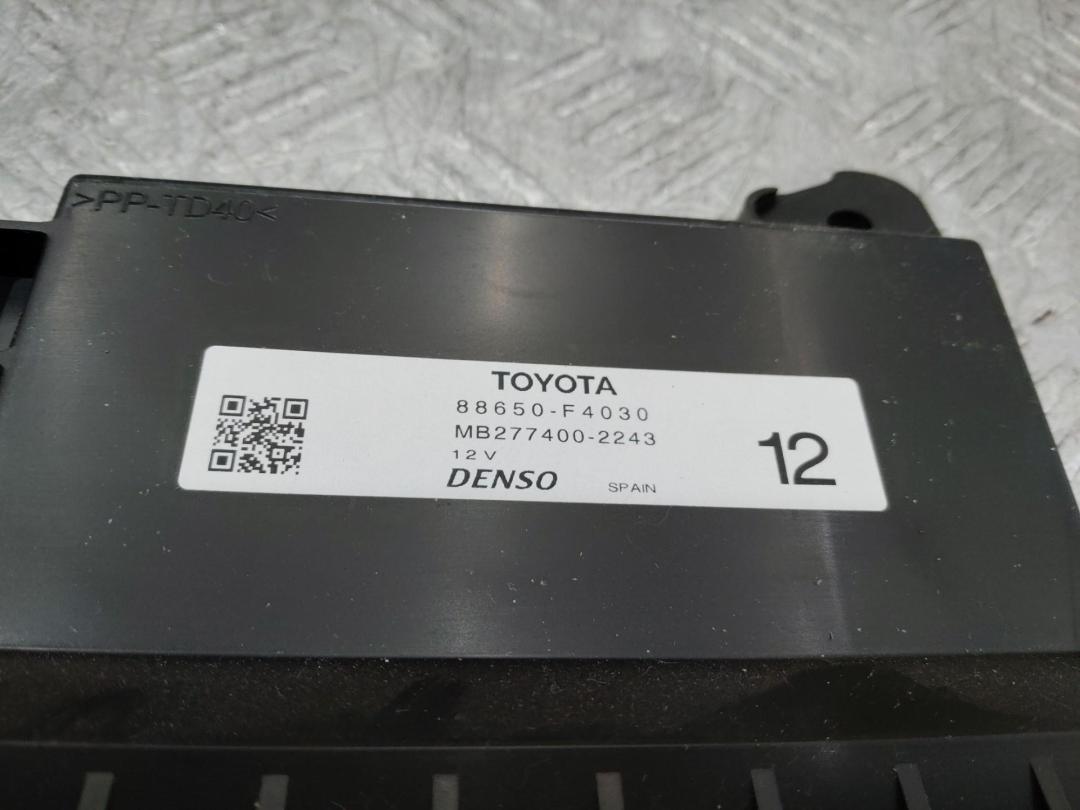 >PP-TD40<
TOYOTA
88650-F4030
MB277400-2243
12V
DENSO SPAIN
12